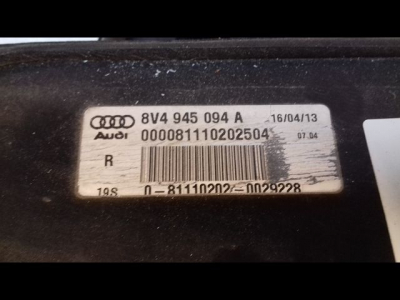 8V4 945 094 A 16/04/13
Audi 000081110202504 07.04
R
198 0-81110202-0029228